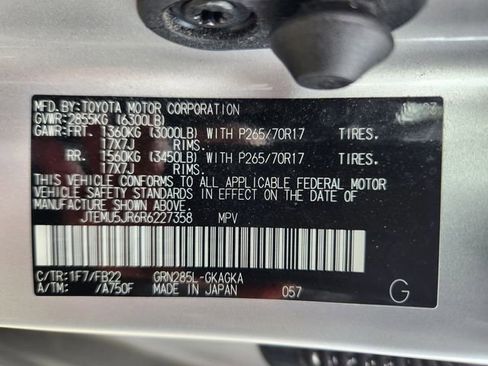 MFD.BY:TOYOTA MOTOR CORPORATION
GVWR:2855KG (6300LB)
GAWR:FRT. 1360KG (3000LB) WITH P265/70R17 TIRES.
17X7J RIMS.
RR. 1560KG (3450LB) WITH P265/70R17 TIRES.
17X7J RIMS.
THIS VEHICLE CONFORMS TO ALL APPLICABLE FEDERAL MOTOR
VEHICLE SAFETY STANDARDS IN EFFECT ON THE DATE OF
MANUFACTURE SHOWN ABOVE.
JTEMU5JR6R6227358 MPV
C/TR:1F7/FB22 GRN285L-GKAGKA
A/TM: /A750F MADE IN JAPAN 057 G